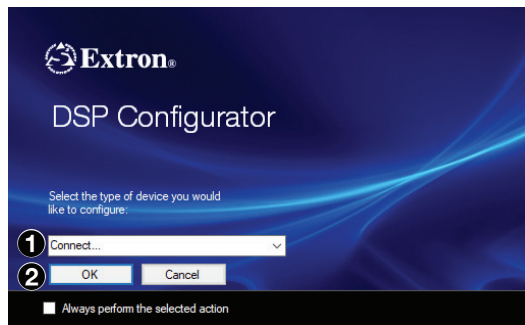 Extron®
DSP Configurator
Select the type of device you would
like to configure:
1 Connect...
2 OK Cancel
Always perform the selected action